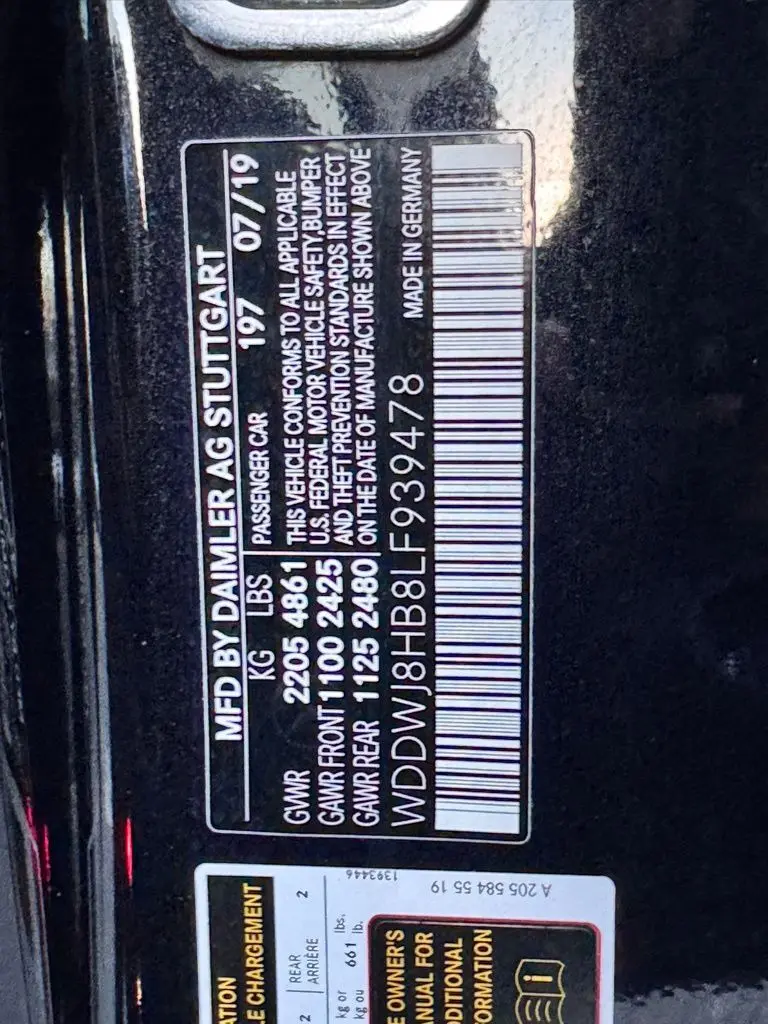 MFD BY DAIMLER AG STUTTGART
KG LBS
197 07/19
GVWR 2205 4861
GAWR FRONT 1100 2425
GAWR REAR 1125 2480
PASSENGER CAR
THIS VEHICLE CONFORMS TO ALL APPLICABLE
U.S. FEDERAL MOTOR VEHICLE SAFETY,BUMPER
AND THEFT PREVENTION STANDARDS IN EFFECT
ON THE DATE OF MANUFACTURE SHOWN ABOVE
WDDWJ8HB8LF939478 MADE IN GERMANY
ATION
LE CHARGEMENT
2 REAR 2
ARRIÈRE
kg or 661 lbs.
kg ou lb.
E OWNER'S
ANUAL FOR
DDITIONAL
FORMATION
1393446
A 205 584 55 19